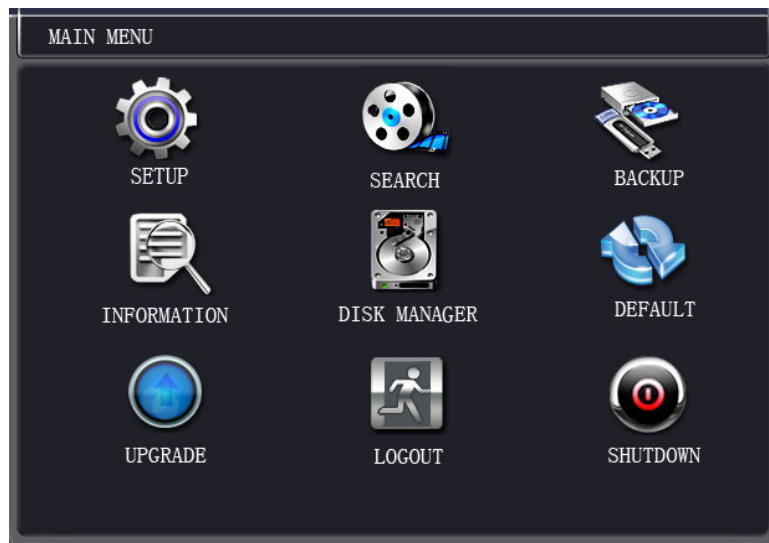 MAIN MENU
SETUP
SEARCH
BACKUP
INFORMATION
DISK MANAGER
DEFAULT
UPGRADE
LOGOUT
SHUTDOWN